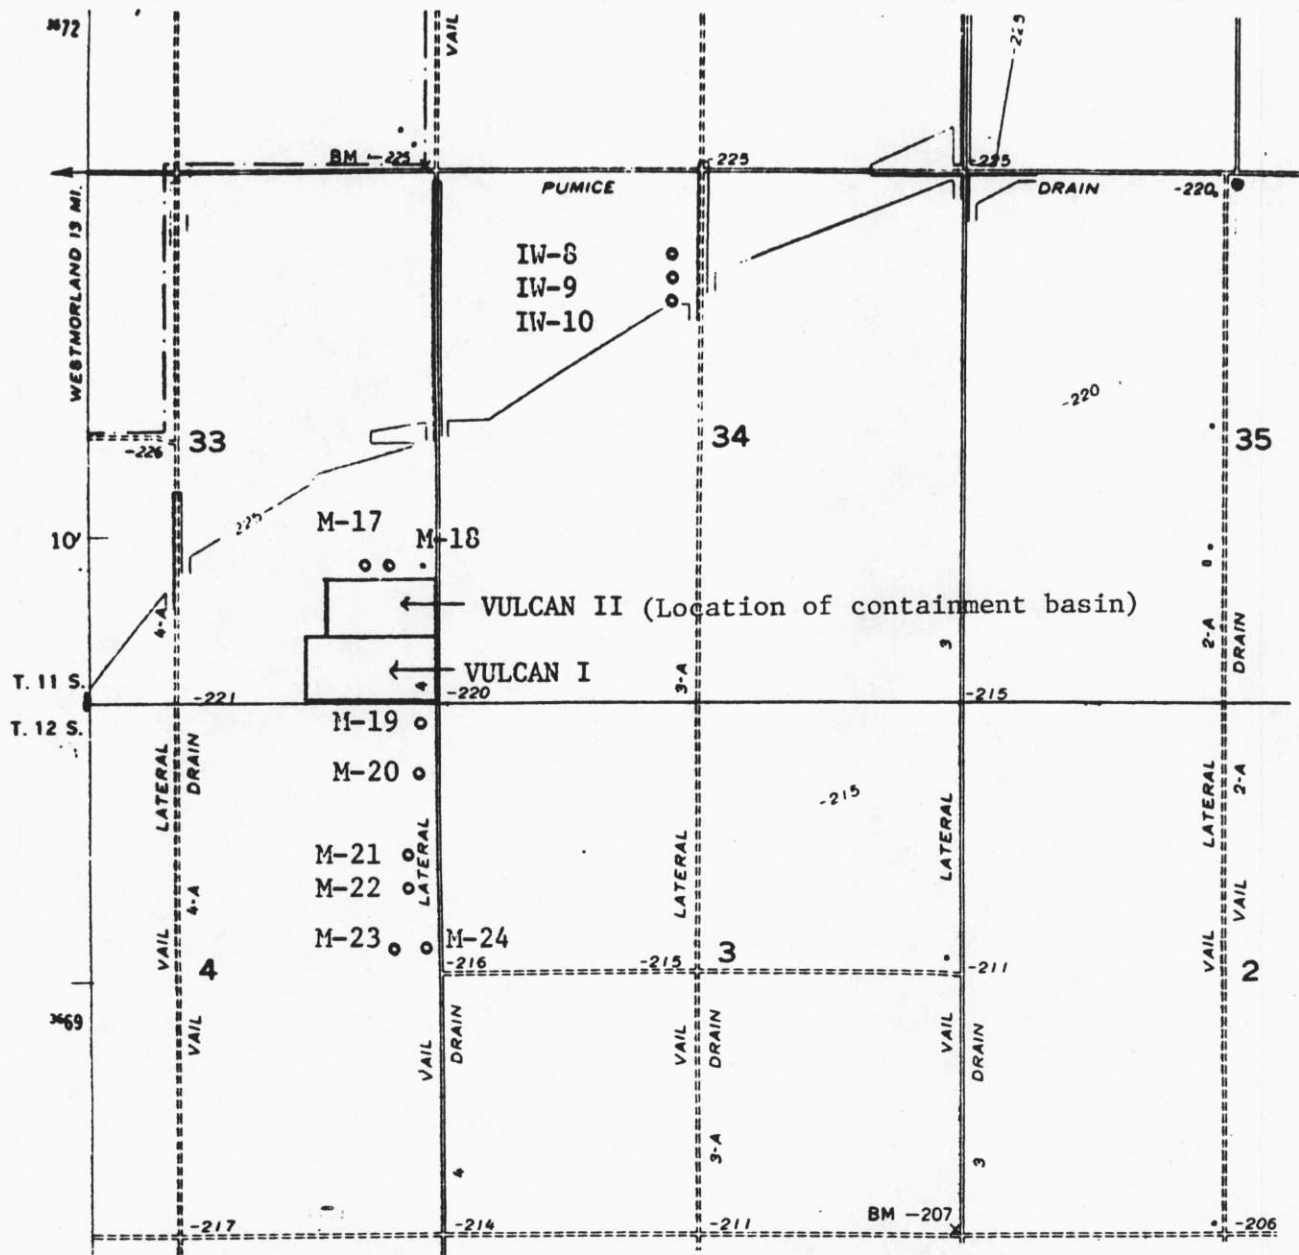 3672
VAIL
-225
BM -225
-225
-225
PUMICE
DRAIN
-220
WESTMORLAND 13 MI.
IW-8
IW-9
IW-10
-220
33
34
35
-226
225
M-17
M-18
10'
VULCAN II (Location of containment basin)
4-A
3
2-A
DRAIN
VULCAN I
4
3-A
T. 11 S.
-221
-220
-215
T. 12 S.
M-19
M-20
-215
LATERAL
DRAIN
LATERAL
LATERAL
LATERAL
LATERAL
2-A
M-21
M-22
4-A
VAIL
M-23
M-24
VAIL
4
-216
-215
3
-211
VAIL
2
3669
VAIL
VAIL
DRAIN
VAIL
DRAIN
VAIL
DRAIN
4
3-A
3
-217
-214
-211
BM -207
-206